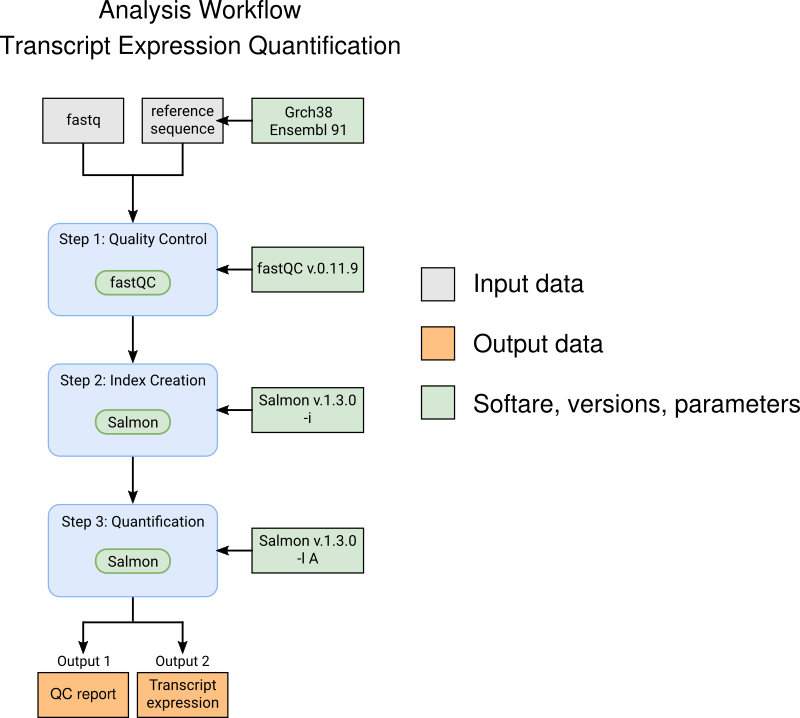 Analysis Workflow
Transcript Expression Quantification
fastq
reference
sequence
Grch38
Ensembl 91
Step 1: Quality Control
fastQC
fastQC v.0.11.9
Step 2: Index Creation
Salmon
Salmon v.1.3.0
-i
Step 3: Quantification
Salmon
Salmon v.1.3.0
-l A
Output 1
QC report
Output 2
Transcript
expression
Input data
Output data
Softare, versions, parameters